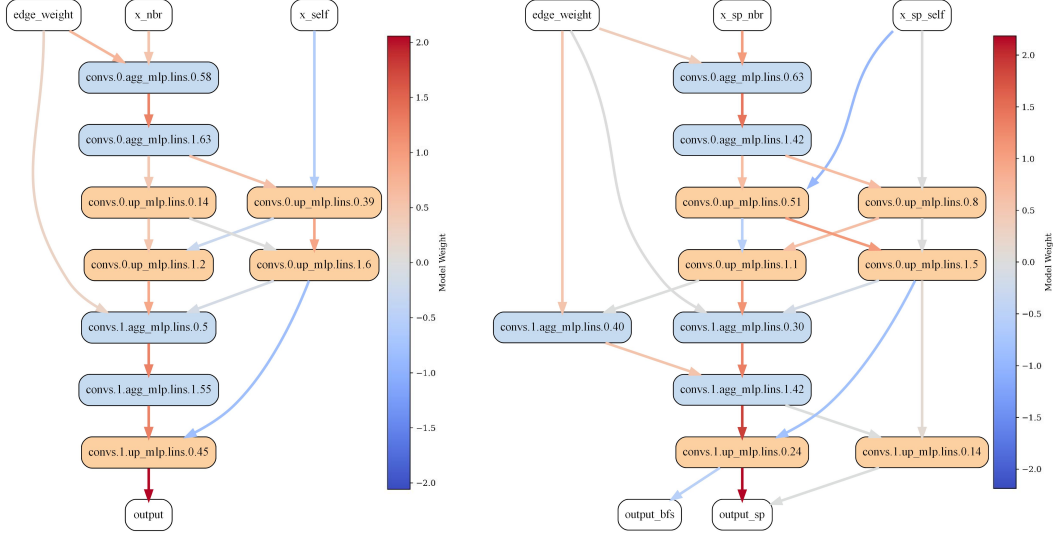 edge_weight
x_nbr
x_self
convs.0.agg_mlp.lins.0.58
convs.0.agg_mlp.lins.1.63
convs.0.up_mlp.lins.0.14
convs.0.up_mlp.lins.0.39
convs.0.up_mlp.lins.1.2
convs.0.up_mlp.lins.1.6
convs.1.agg_mlp.lins.0.5
convs.1.agg_mlp.lins.1.55
convs.1.up_mlp.lins.0.45
output
2.0
1.5
1.0
0.5
0.0
−0.5
−1.0
−1.5
−2.0
Model Weight
edge_weight
x_sp_nbr
x_sp_self
convs.0.agg_mlp.lins.0.63
convs.0.agg_mlp.lins.1.42
convs.0.up_mlp.lins.0.51
convs.0.up_mlp.lins.0.8
convs.0.up_mlp.lins.1.1
convs.0.up_mlp.lins.1.5
convs.1.agg_mlp.lins.0.40
convs.1.agg_mlp.lins.0.30
convs.1.agg_mlp.lins.1.42
convs.1.up_mlp.lins.0.24
convs.1.up_mlp.lins.0.14
output_bfs
output_sp
2.0
1.5
1.0
0.5
0.0
−0.5
−1.0
−1.5
−2.0
Model Weight